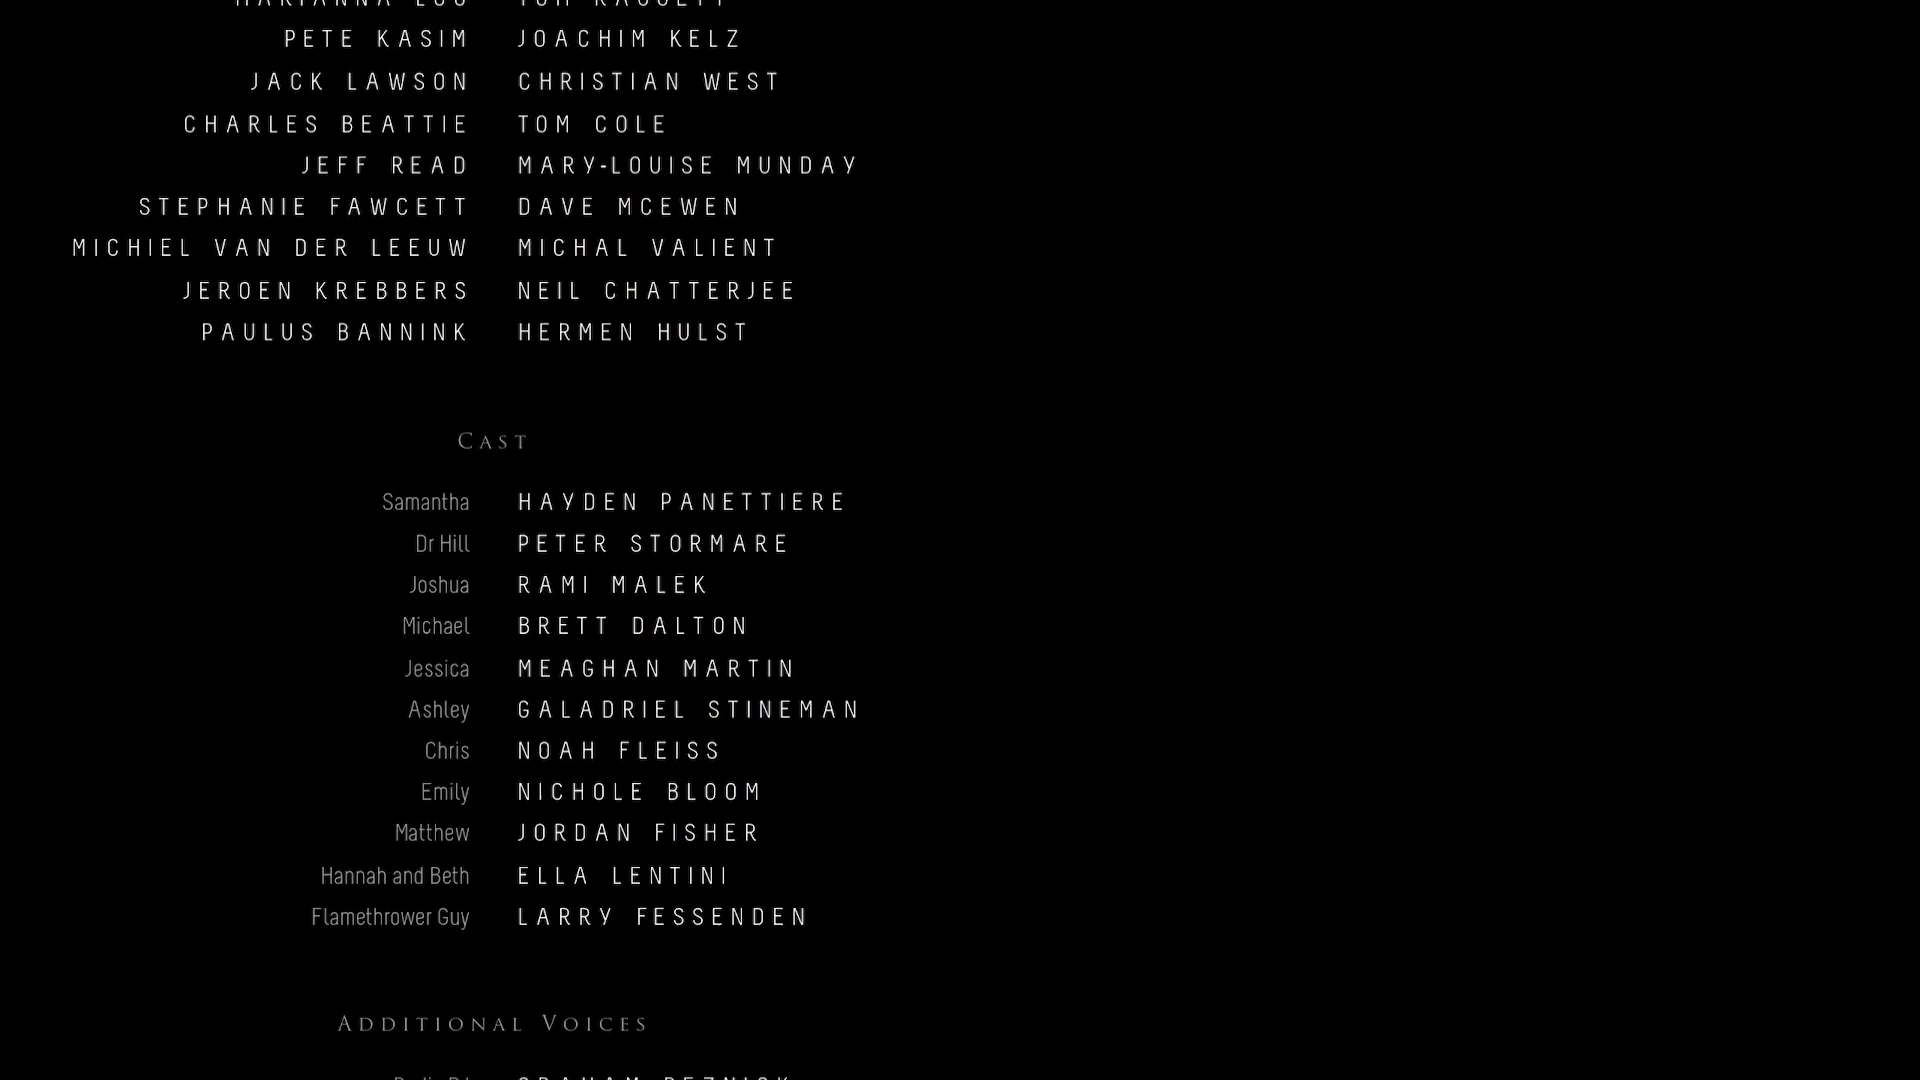 PETE KASIM JOACHIM KELZ
JACK LAWSON CHRISTIAN WEST
CHARLES BEATTIE TOM COLE
JEFF READ MARY-LOUISE MUNDAY
STEPHANIE FAWCETT DAVE MCEWEN
MICHIEL VAN DER LEEUW MICHAL VALIENT
JEROEN KREBBERS NEIL CHATTERJEE
PAULUS BANNINK HERMEN HULST
CAST
Samantha HAYDEN PANETTIERE
Dr Hill PETER STORMARE
Joshua RAMI MALEK
Michael BRETT DALTON
Jessica MEAGHAN MARTIN
Ashley GALADRIEL STINEMAN
Chris NOAH FLEISS
Emily NICHOLE BLOOM
Matthew JORDAN FISHER
Hannah and Beth ELLA LENTINI
Flamethrower Guy LARRY FESSENDEN
ADDITIONAL VOICES